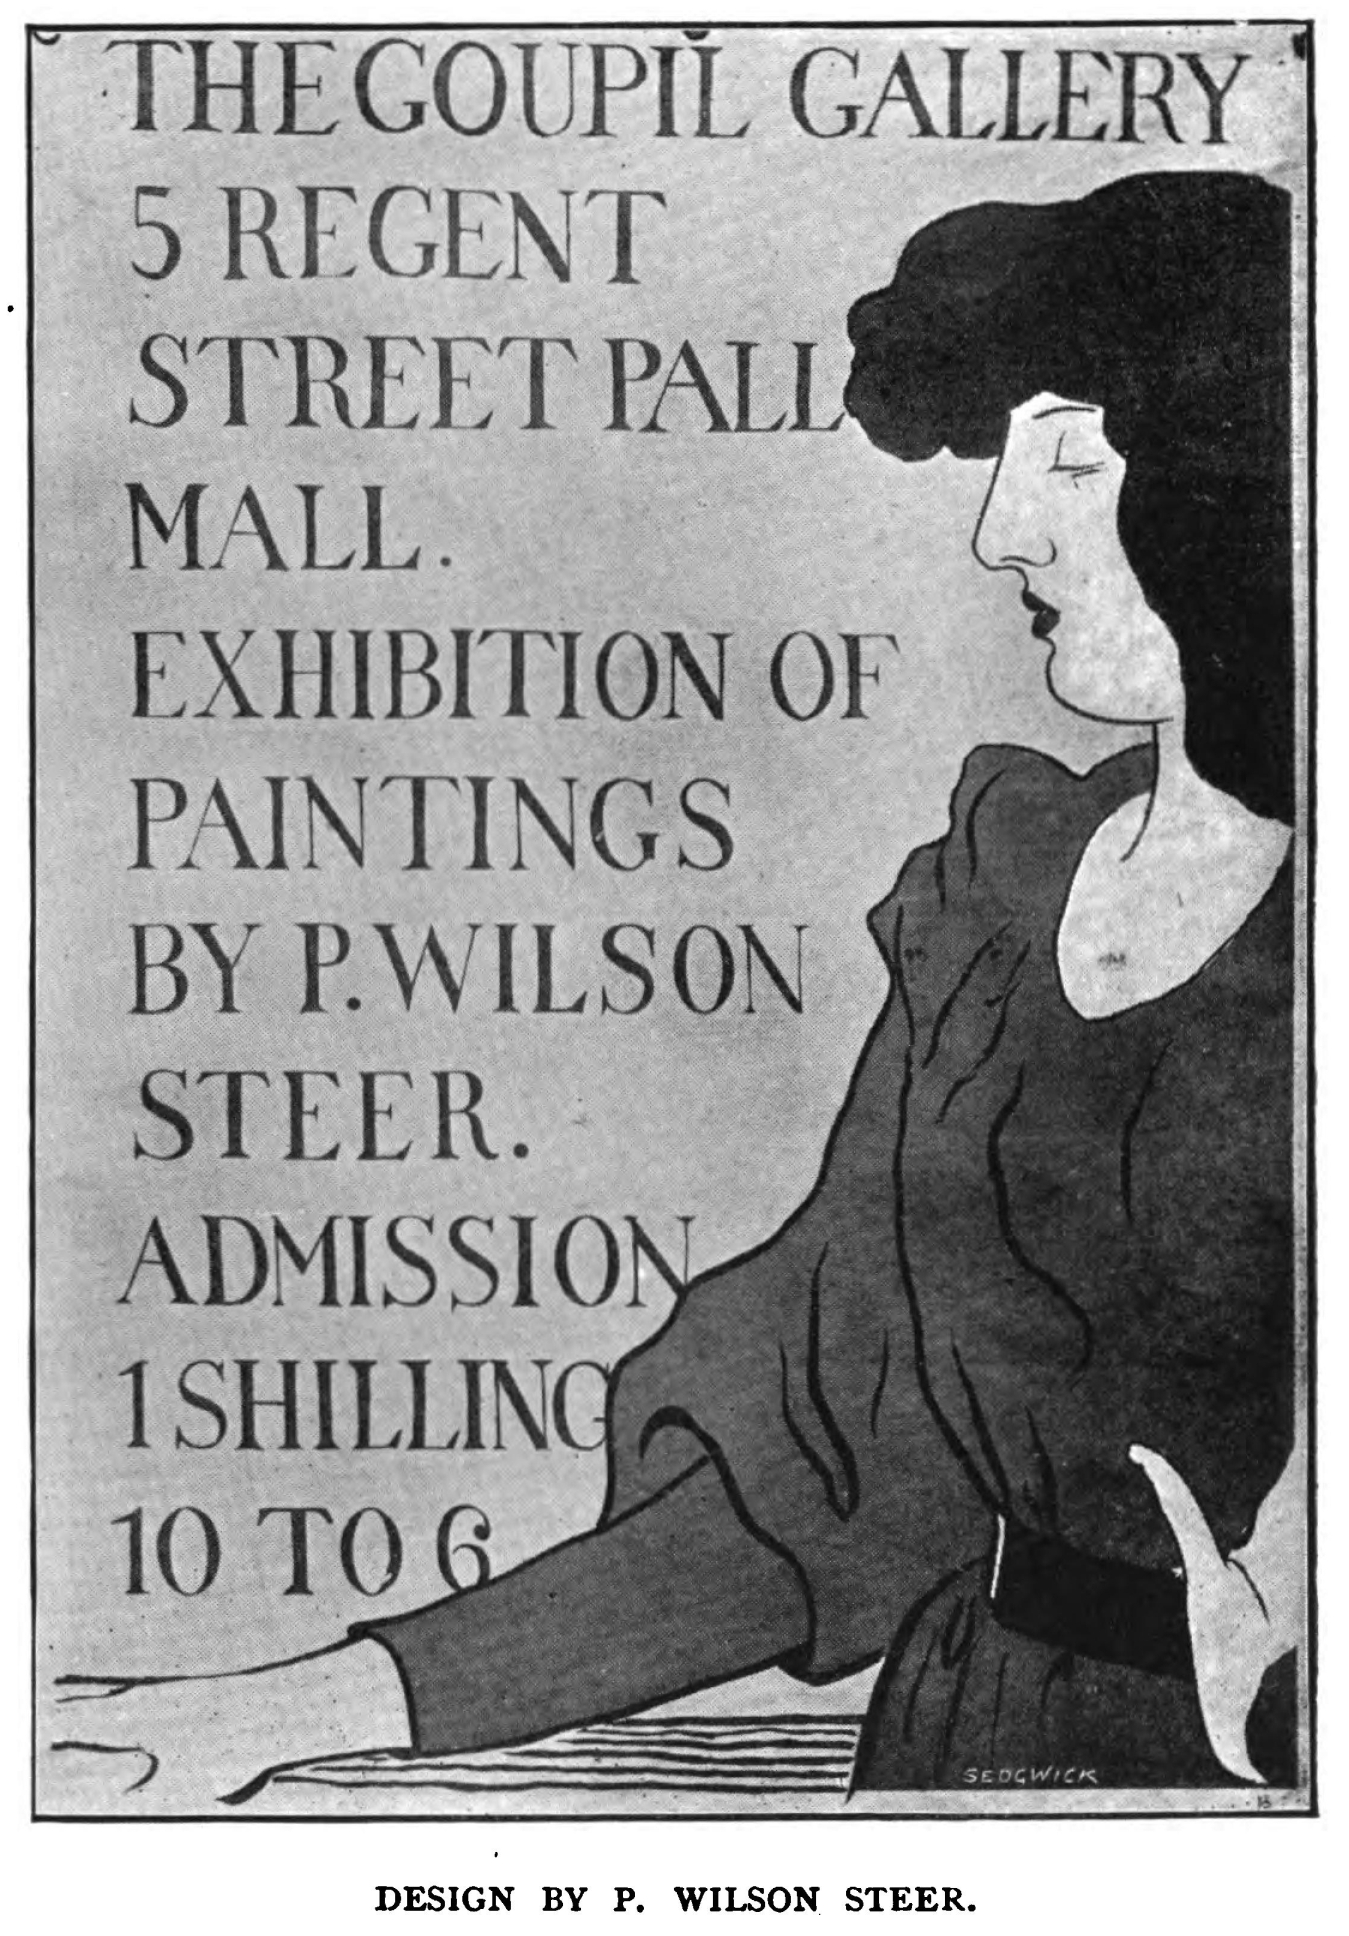 THE GOUPIL GALLERY
5 REGENT
STREET PALL
MALL.
EXHIBITION OF
PAINTINGS
BY P. WILSON
STEER.
ADMISSION
1 SHILLING
10 TO 6
SEDGWICK
DESIGN BY P. WILSON STEER.